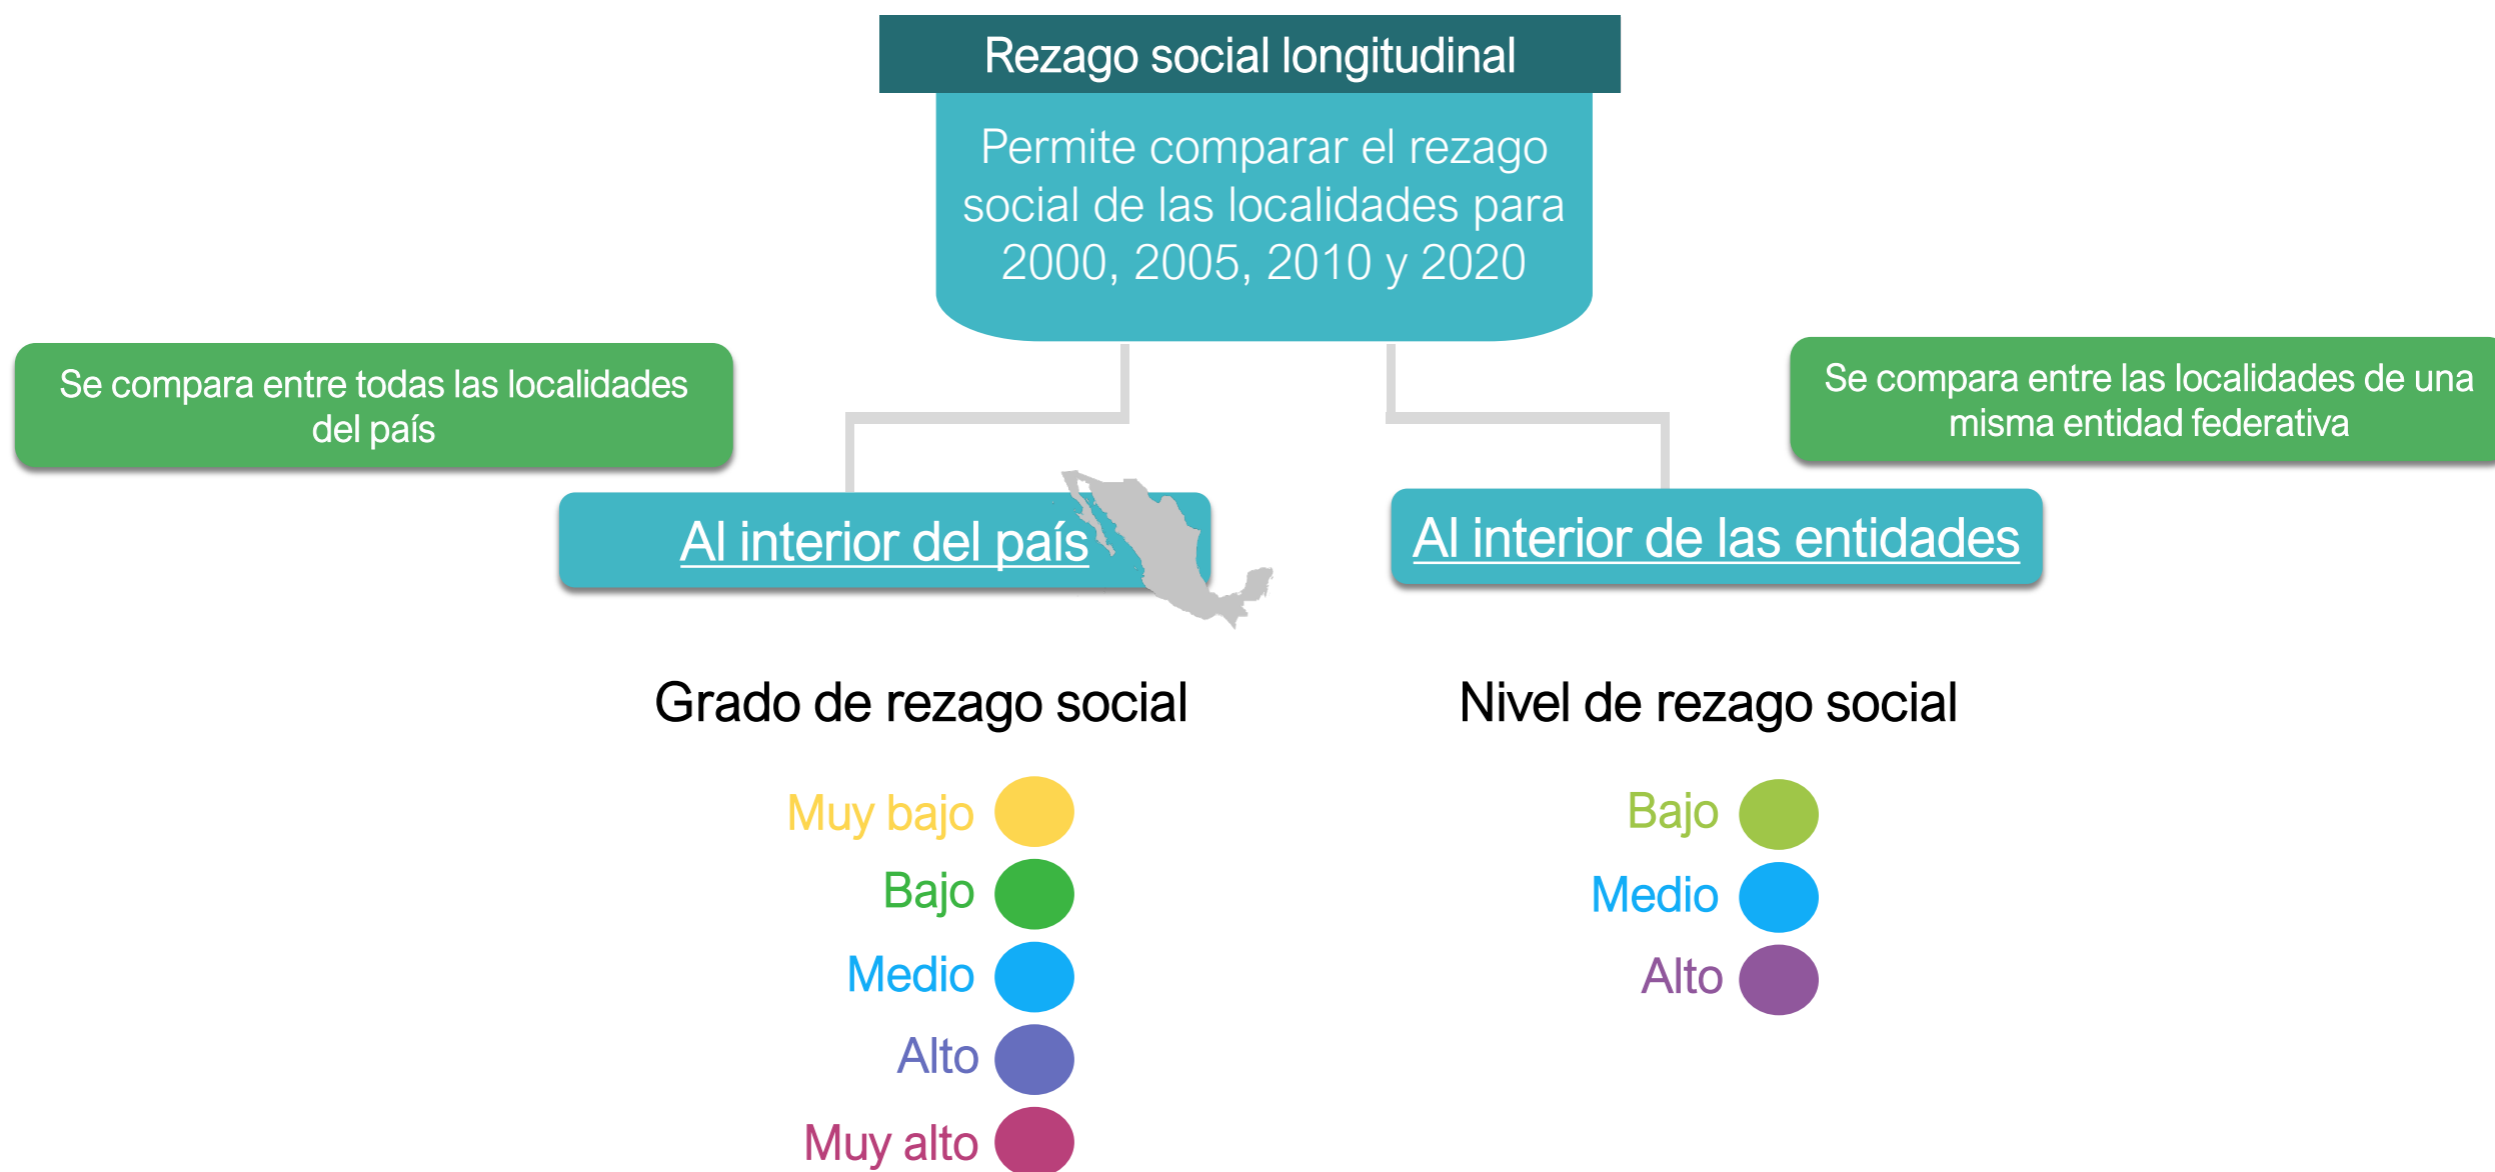 Rezago social longitudinal
Permite comparar el rezago
social de las localidades para
2000, 2005, 2010 y 2020
Se compara entre todas las localidades
del país
Se compara entre las localidades de una
misma entidad federativa
Al interior del país
Al interior de las entidades
Grado de rezago social
Muy bajo
Bajo
Medio
Alto
Muy alto
Nivel de rezago social
Bajo
Medio
Alto